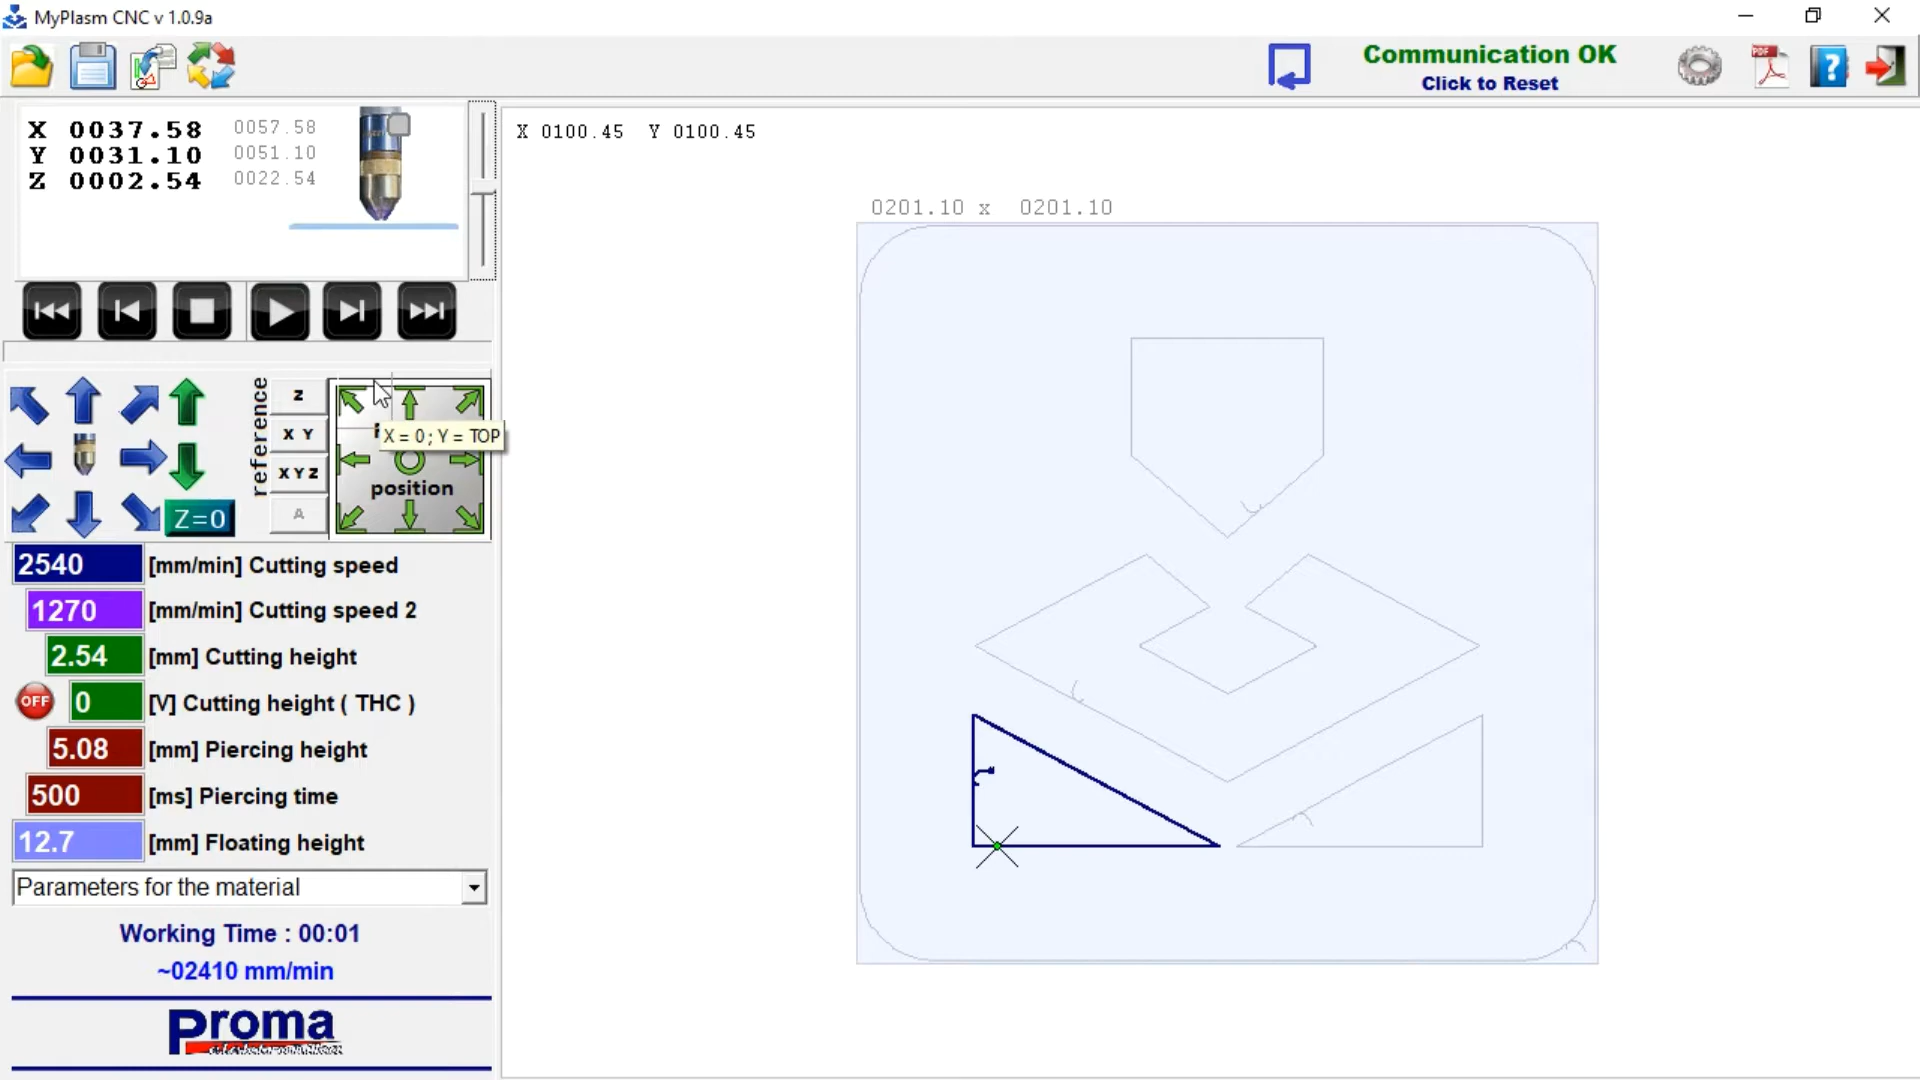 MyPlasm CNC v 1.0.9a
Communication OK
Click to Reset
PDF
?
X 0037.58 0057.58
Y 0031.10 0051.10
Z 0002.54 0022.54
X 0100.45 Y 0100.45
0201.10 x 0201.10
reference
Z
X Y
X Y Z
A
X = 0 ; Y = TOP
position
Z=0
2540 [mm/min] Cutting speed
1270 [mm/min] Cutting speed 2
2.54 [mm] Cutting height
OFF 0 [V] Cutting height ( THC )
5.08 [mm] Piercing height
500 [ms] Piercing time
12.7 [mm] Floating height
Parameters for the material
Working Time : 00:01
~02410 mm/min
Proma